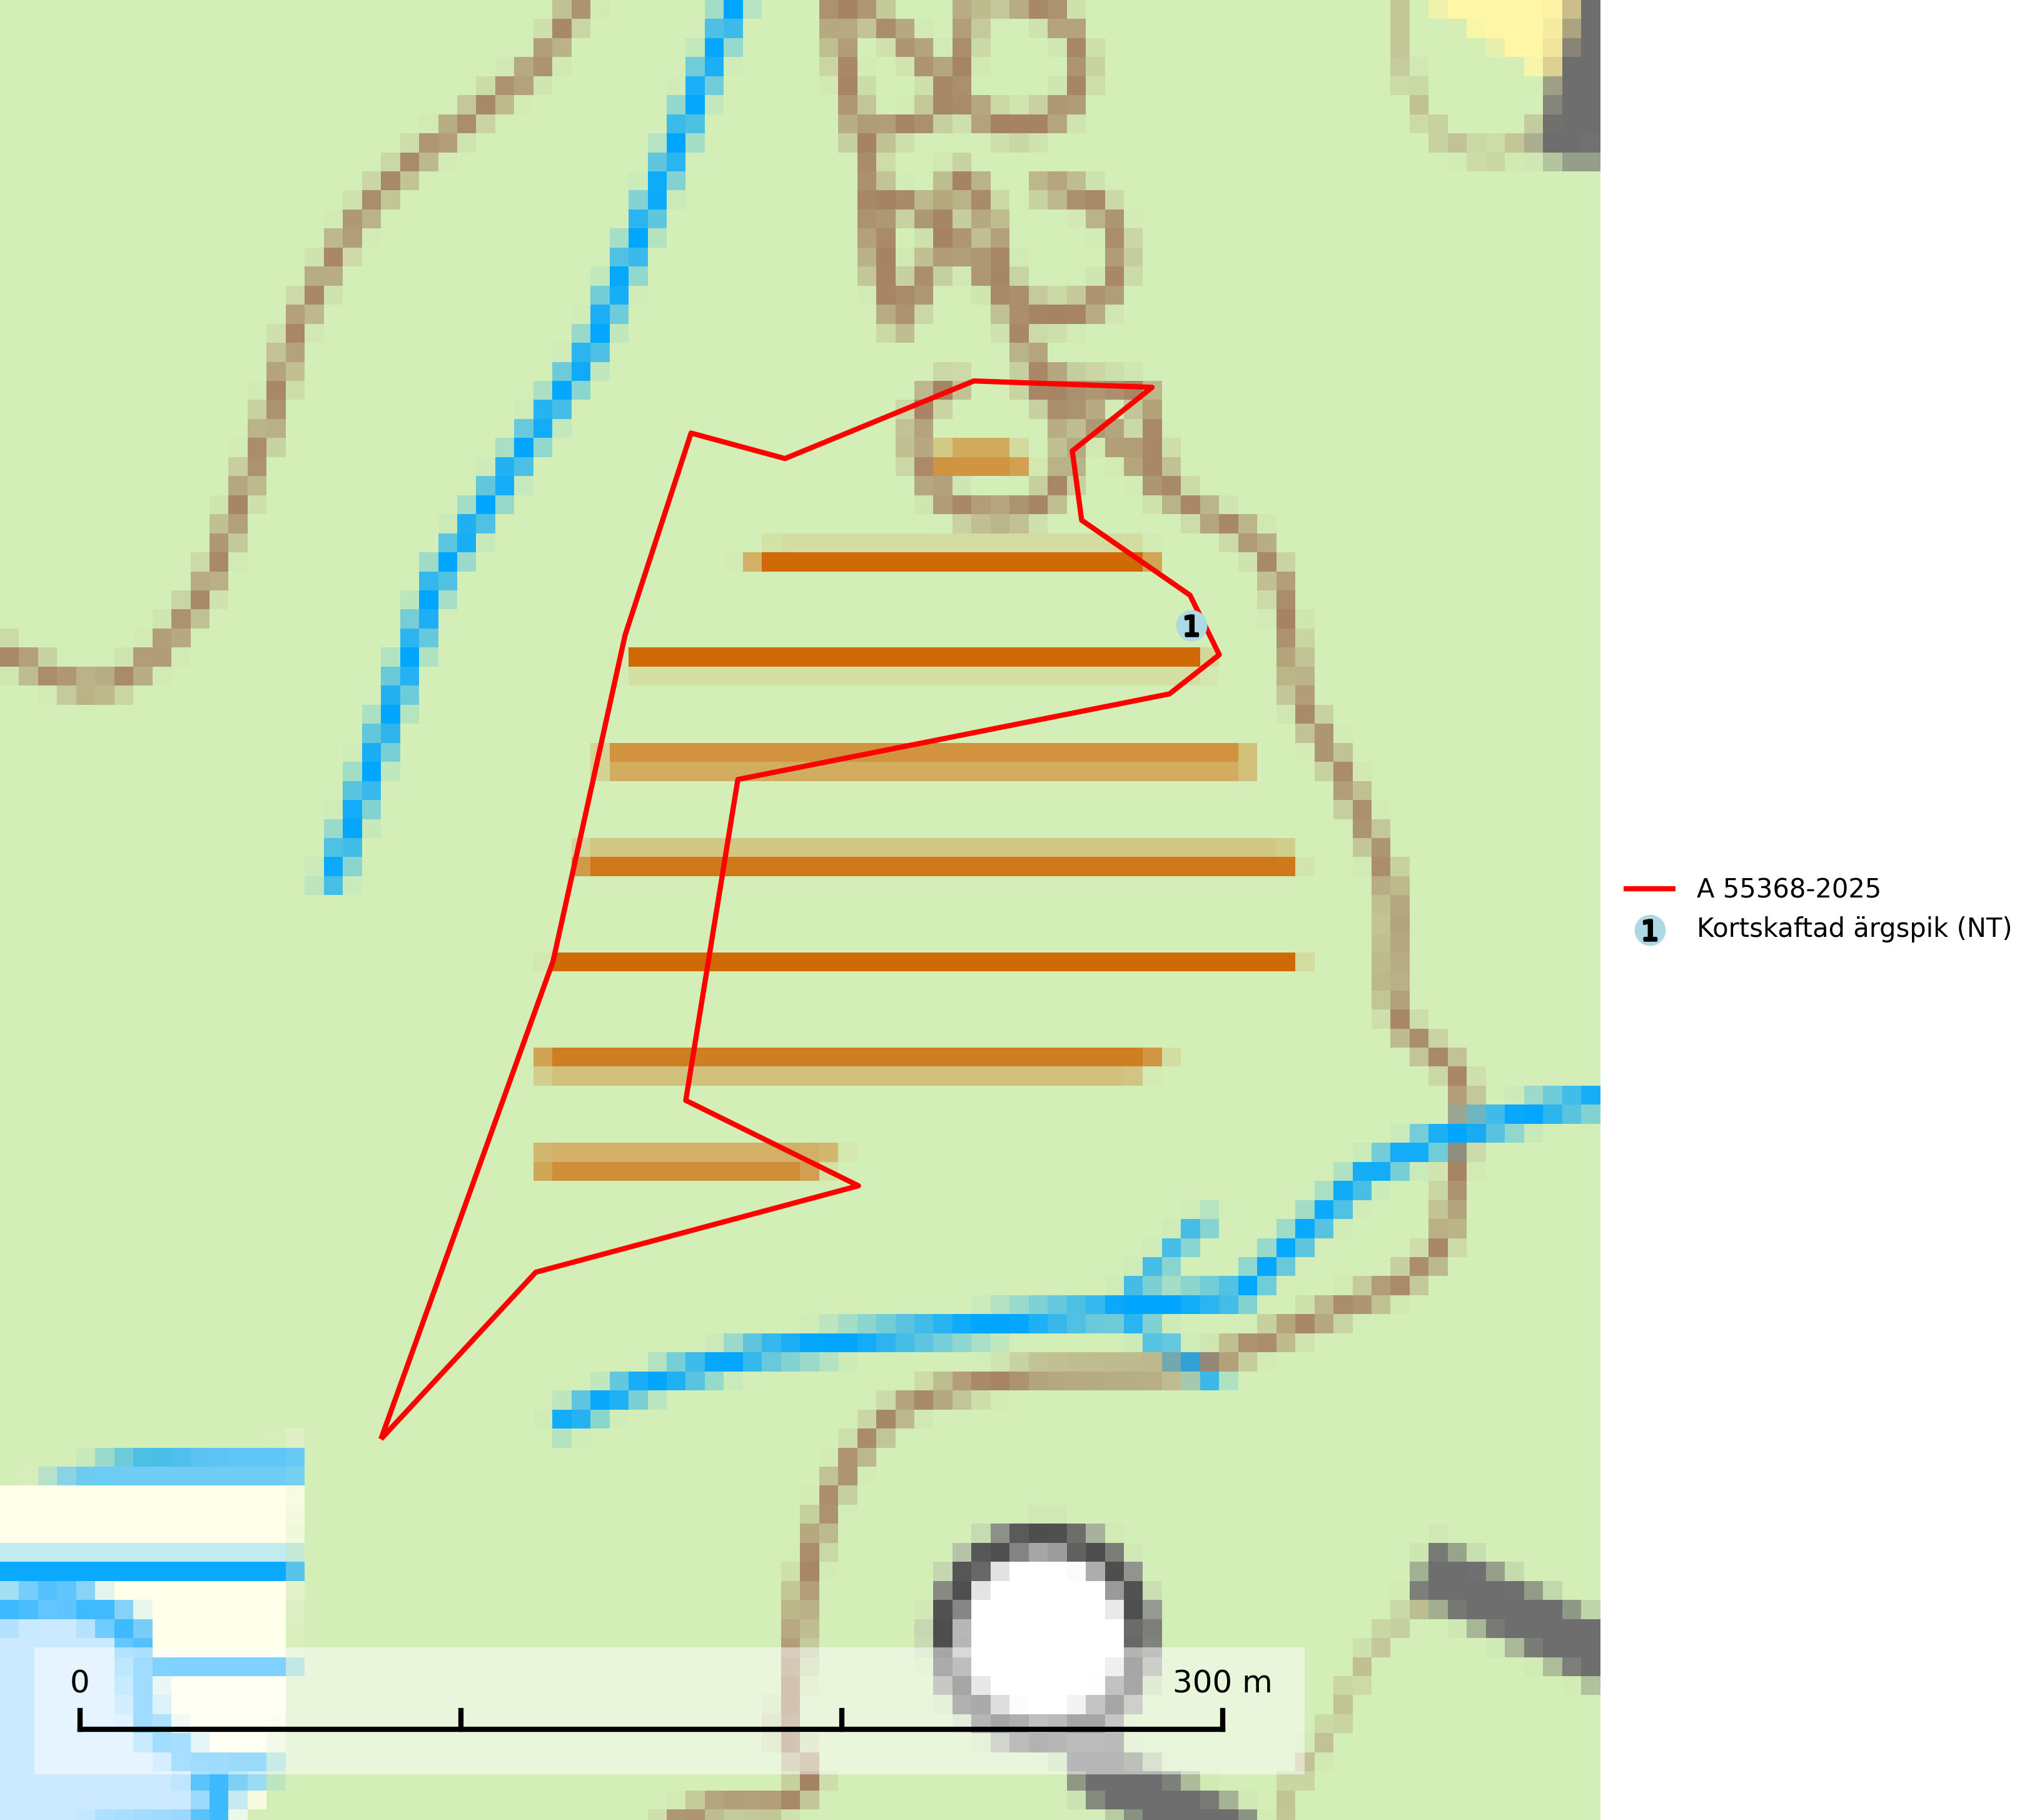 1
A 55368-2025
1 Kortskaftad ärgspik (NT)
0 300 m